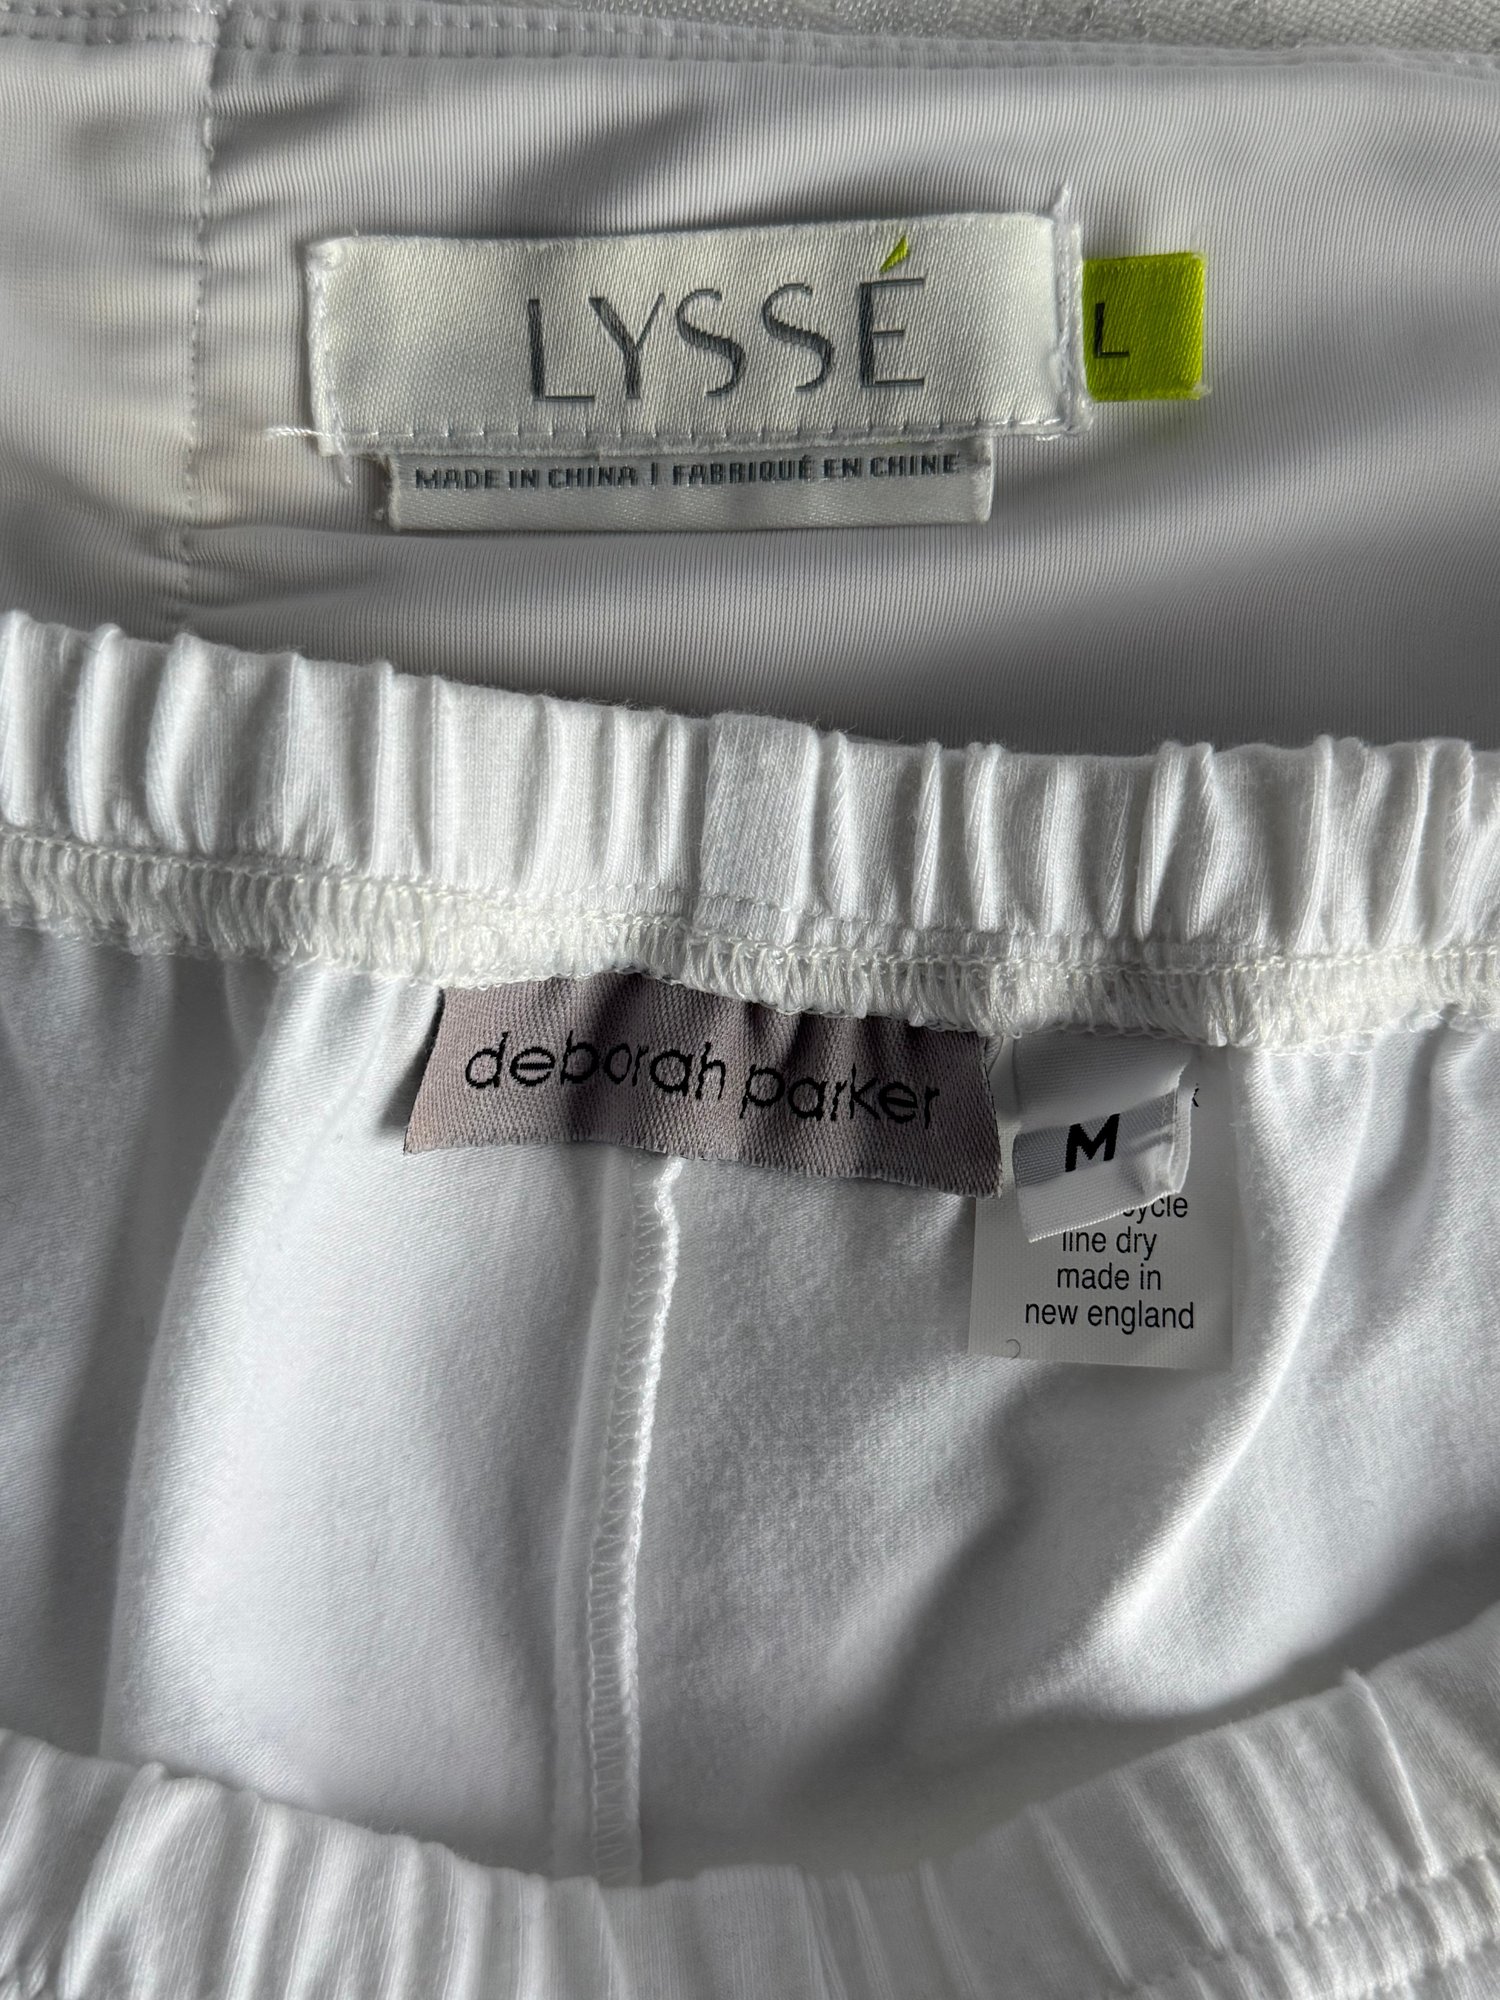 LYSSÉ
L
MADE IN CHINA | FABRIQUÉ EN CHINE
deborah parker
M
line dry
made in
new england